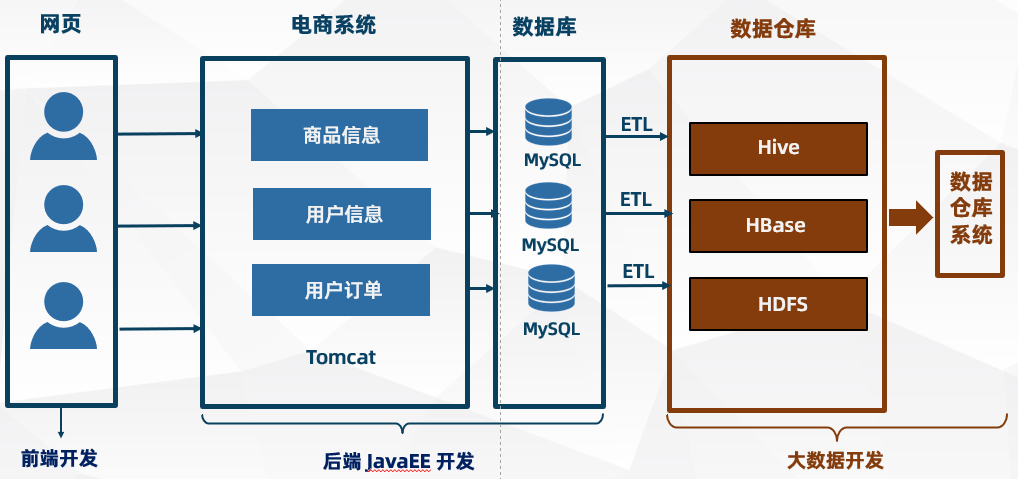 网页
电商系统
数据库
数据仓库
商品信息
用户信息
用户订单
Tomcat
MySQL
MySQL
MySQL
ETL
ETL
ETL
Hive
HBase
HDFS
数据
仓库
系统
前端开发
后端 JavaEE 开发
大数据开发